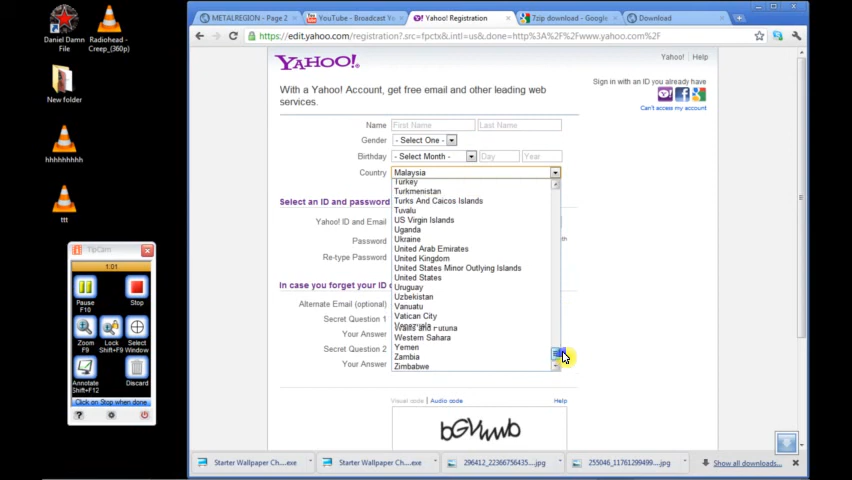 METALREGION - Page 2
YouTube - Broadcast Yo
Yahoo! Registration
7zip download - Google
Download
https://edit.yahoo.com/registration?.src=fpctx&.intl=us&.done=http%3A%2F%2Fwww.yahoo.com%2F
Daniel Damn
File
Radiohead -
Creep_(360p)
New folder
hhhhhhhhh
ttt
YAHOO!
Yahoo! | Help
With a Yahoo! Account, get free email and other leading web
services.
Sign in with an ID you already have
Can't access my account
Name First Name Last Name
Gender - Select One -
Birthday - Select Month - Day Year
Country Malaysia
Turkey
Turkmenistan
Turks And Caicos Islands
Tuvalu
US Virgin Islands
Uganda
Ukraine
United Arab Emirates
United Kingdom
United States Minor Outlying Islands
United States
Uruguay
Uzbekistan
Vanuatu
Vatican City
Venezuela
Wallis and Futuna
Western Sahara
Yemen
Zambia
Zimbabwe
Select an ID and password
Yahoo! ID and Email
Password
Re-type Password
In case you forget your ID
Alternate Email (optional)
Secret Question 1
Your Answer
Secret Question 2
Your Answer
Visual code | Audio code
Help
bGVnwb
TipCam
1:01
Pause
F10
Stop
Zoom
F9
Lock
Shift+F9
Select
Window
Annotate
Shift+F12
Discard
Click on Stop when done.
Starter Wallpaper Ch....exe
Starter Wallpaper Ch....exe
296412_22366756435....jpg
255046_11761299499....jpg
Show all downloads...